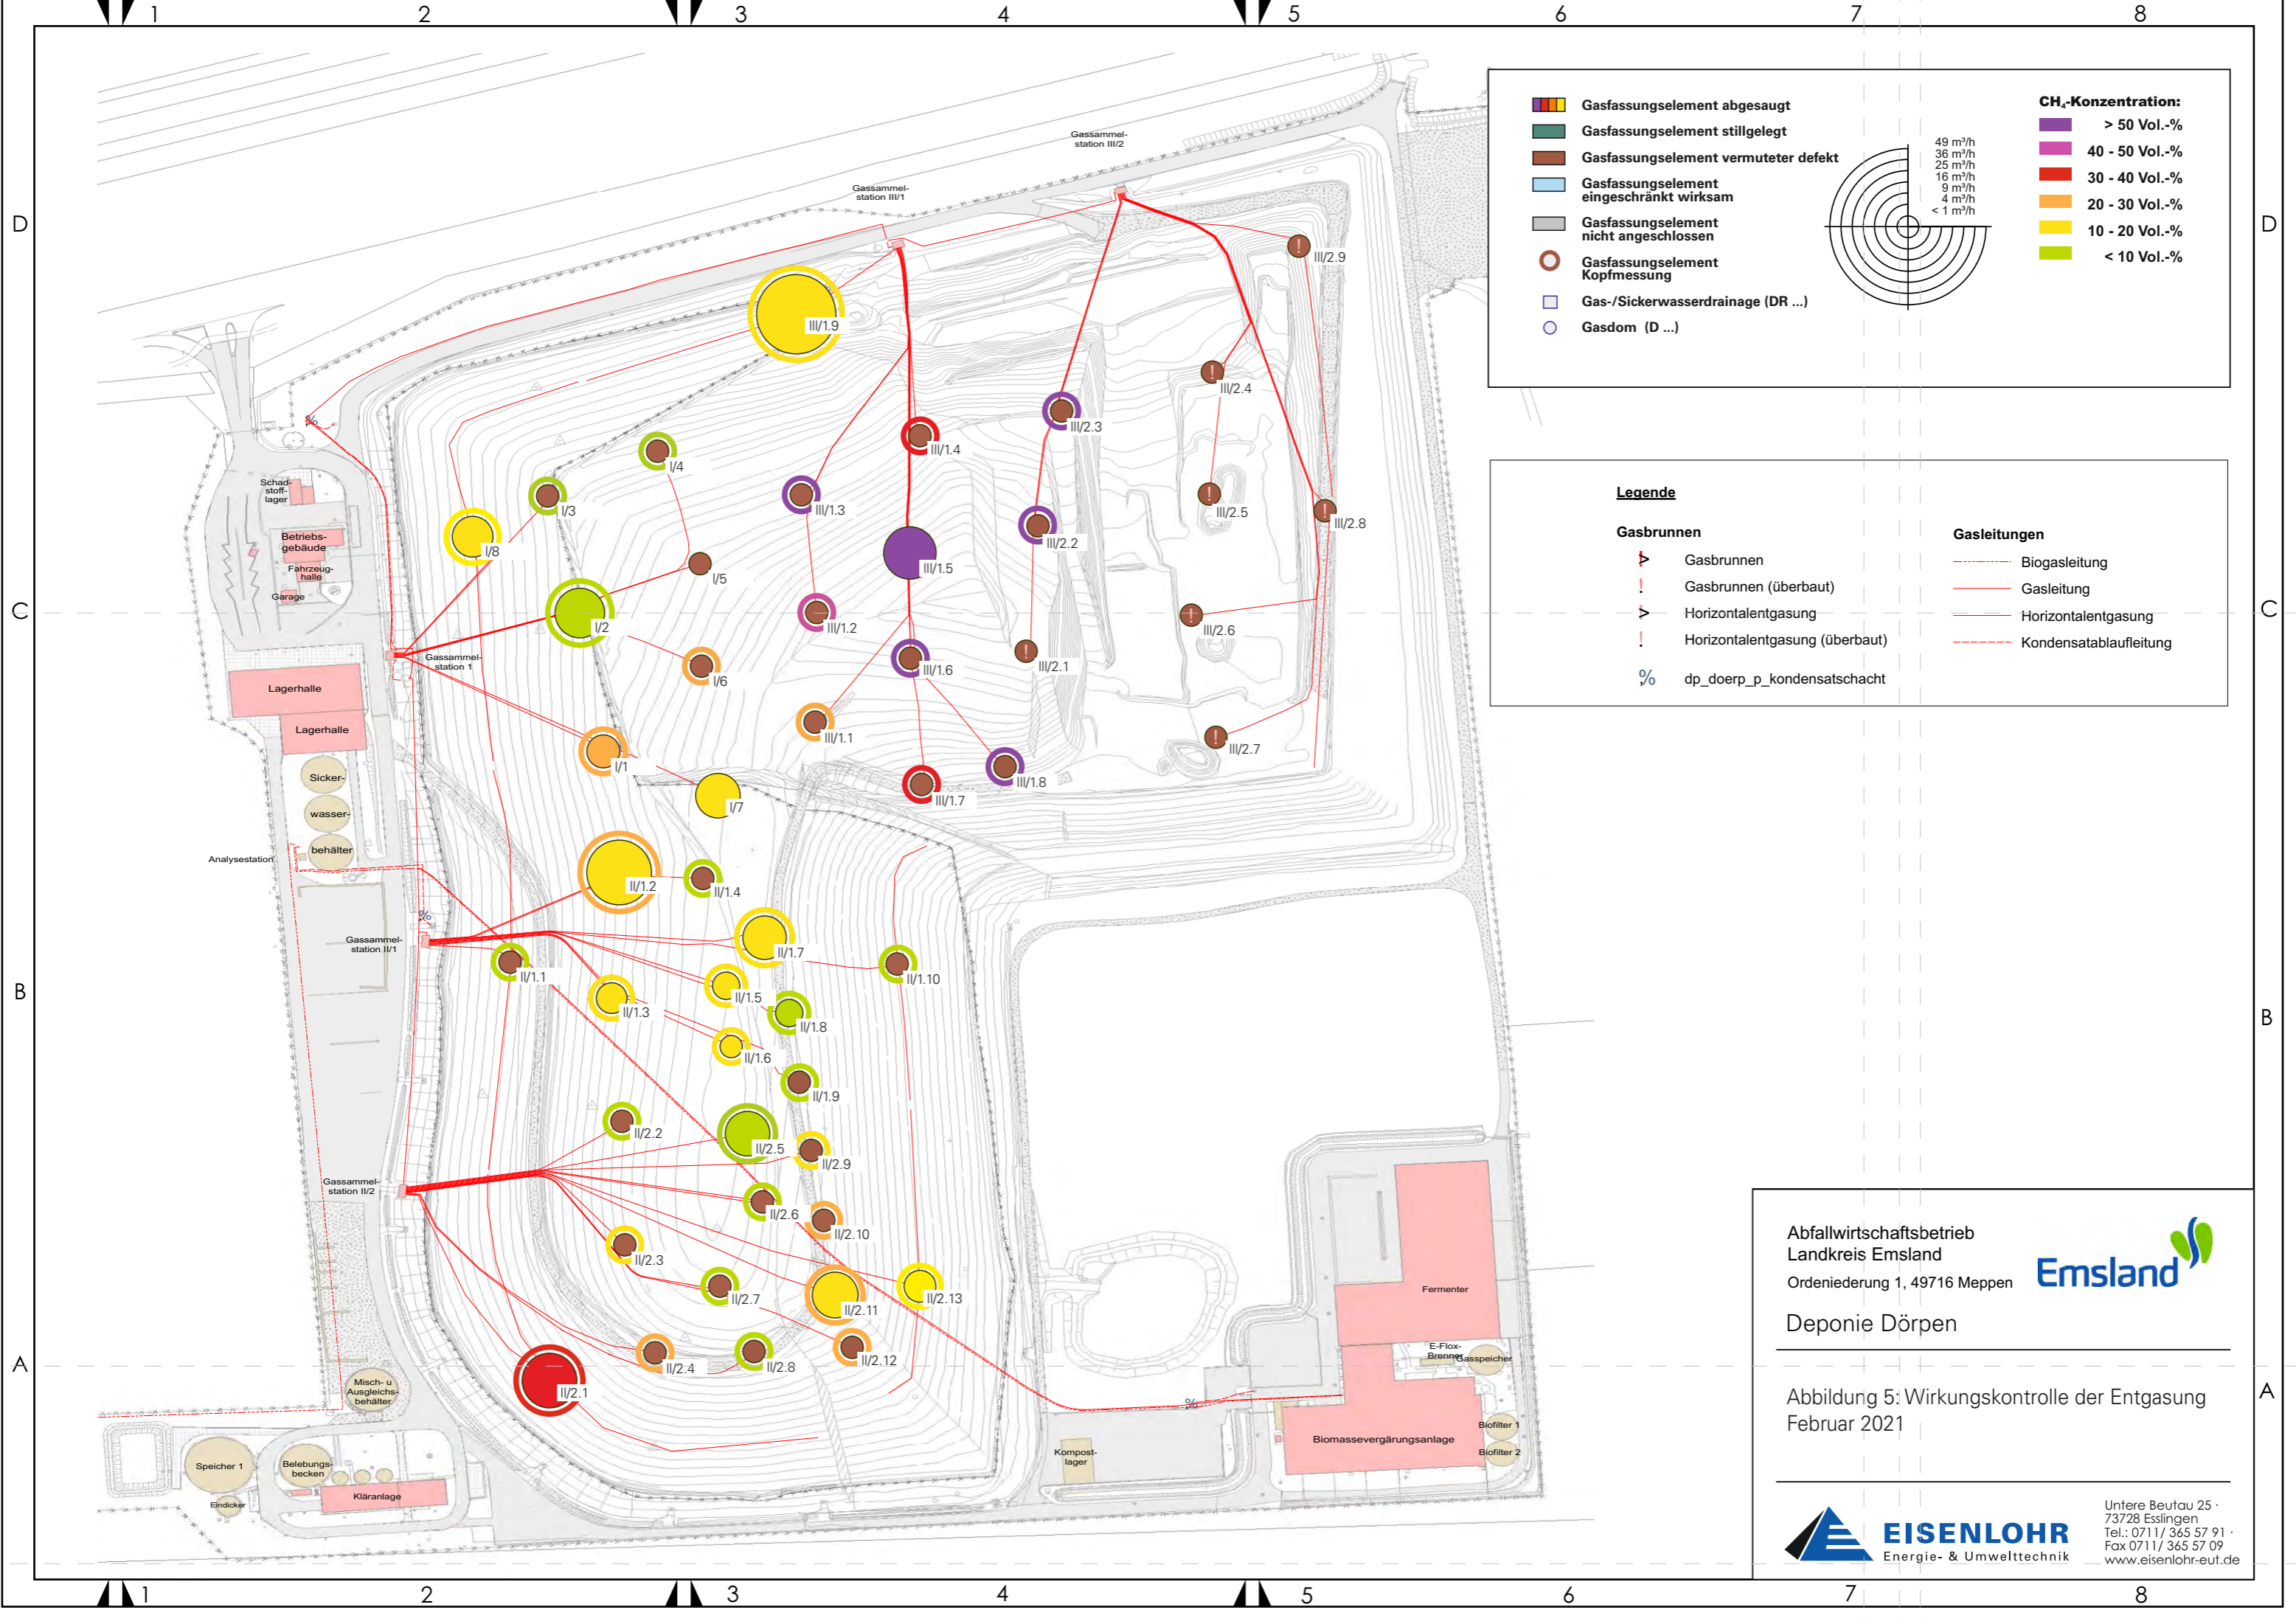 1 2 3 4 5 6 7 8
D
C
B
A
Gassammel-
station III/2
Gassammel-
station III/1
III/2.9
III/1.9
III/2.4
III/2.3
III/1.4
I/4
III/1.3
III/2.5
I/3
III/2.8
III/2.2
I/8
III/1.5
I/5
III/1.2
I/2
III/2.6
III/2.1
III/1.6
I/6
III/1.1
III/2.7
I/1
III/1.8
III/1.7
I/7
II/1.2
II/1.4
II/1.7
II/1.1
II/1.10
II/1.5
II/1.3
II/1.8
II/1.6
II/1.9
II/2.2
II/2.5
II/2.9
II/2.6
II/2.10
II/2.3
II/2.7
II/2.11
II/2.13
II/2.4
II/2.8
II/2.12
II/2.1
%
Schad-
stoff-
lager
Betriebs-
gebäude
Fahrzeug-
halle
Garage
Gassammel-
station 1
Lagerhalle
Lagerhalle
Sicker-
wasser-
behälter
Analysestation
%
Gassammel-
station II/1
Gassammel-
station II/2
Misch- u
Ausgleichs-
behälter
Speicher 1
Belebungs-
becken
Eindicker
Kläranlage
%
Kompost-
lager
Fermenter
E-Flox-
Brenner
Gasspeicher
Biomassevergärungsanlage
Biofilter 1
Biofilter 2
Gasfassungselement abgesaugt
Gasfassungselement stillgelegt
Gasfassungselement vermuteter defekt
Gasfassungselement
eingeschränkt wirksam
Gasfassungselement
nicht angeschlossen
Gasfassungselement
Kopfmessung
Gas-/Sickerwasserdrainage (DR ...)
Gasdom (D ...)
49 m³/h
36 m³/h
25 m³/h
16 m³/h
9 m³/h
4 m³/h
< 1 m³/h
CH₄-Konzentration:
> 50 Vol.-%
40 - 50 Vol.-%
30 - 40 Vol.-%
20 - 30 Vol.-%
10 - 20 Vol.-%
< 10 Vol.-%
Legende
Gasbrunnen
Gasbrunnen
! Gasbrunnen (überbaut)
Horizontalentgasung
! Horizontalentgasung (überbaut)
% dp_doerp_p_kondensatschacht
Gasleitungen
Biogasleitung
Gasleitung
Horizontalentgasung
Kondensatablaufleitung
Abfallwirtschaftsbetrieb
Landkreis Emsland
Ordeniederung 1, 49716 Meppen
Emsland
Deponie Dörpen
Abbildung 5: Wirkungskontrolle der Entgasung
Februar 2021
EISENLOHR
Energie- & Umwelttechnik
Untere Beutau 25 ·
73728 Esslingen
Tel.: 0711/ 365 57 91 ·
Fax 0711/ 365 57 09
www.eisenlohr-eut.de
D
C
B
A
1 2 3 4 5 6 7 8